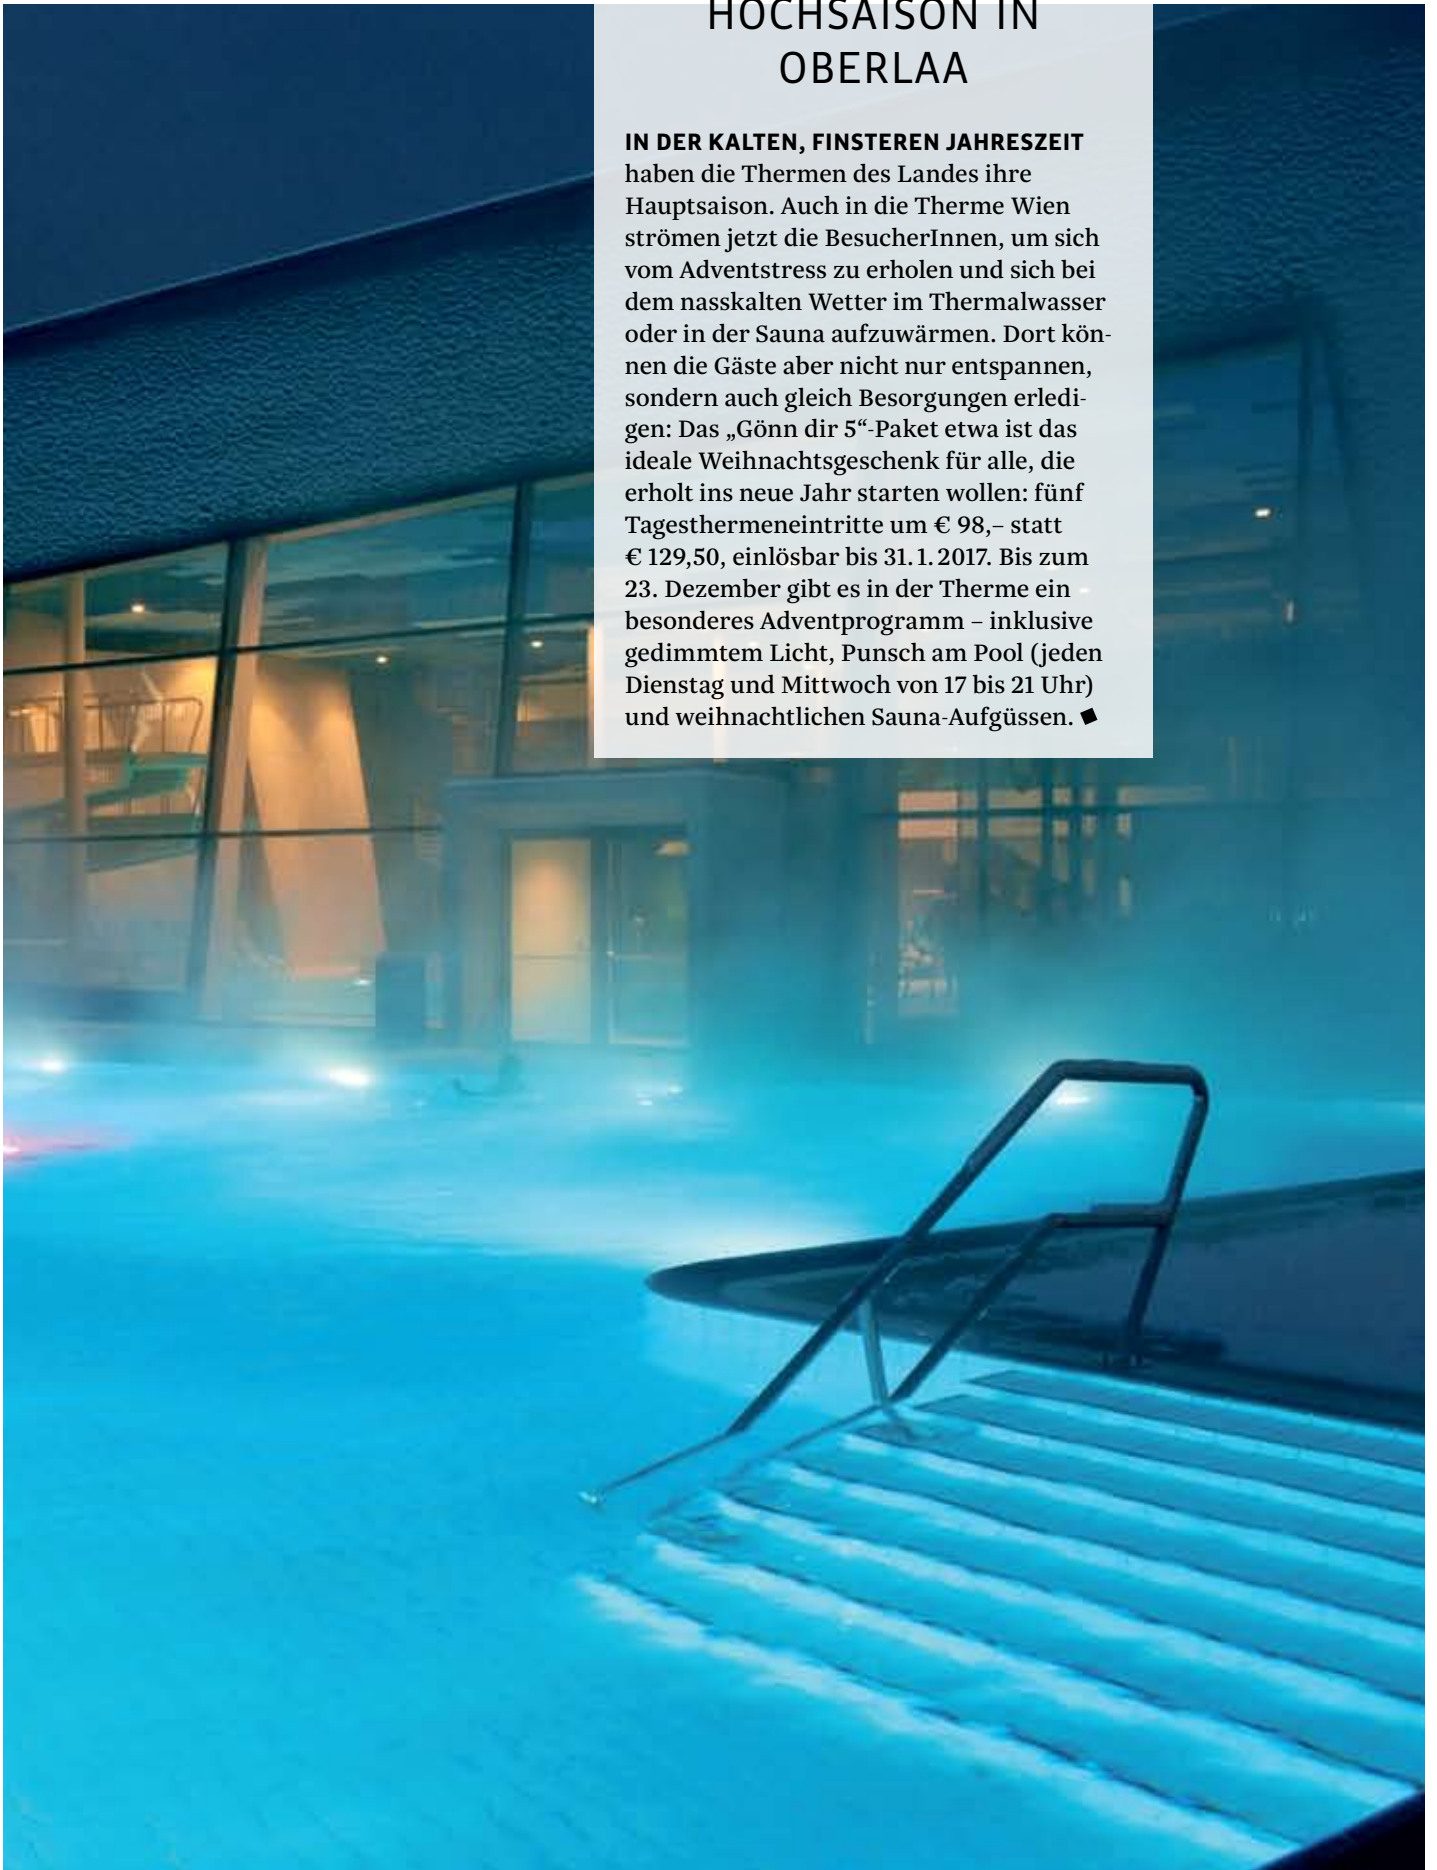 HOCHSAISON IN
OBERLAA
IN DER KALTEN, FINSTEREN JAHRESZEIT
haben die Thermen des Landes ihre
Hauptsaison. Auch in die Therme Wien
strömen jetzt die BesucherInnen, um sich
vom Adventstress zu erholen und sich bei
dem nasskalten Wetter im Thermalwasser
oder in der Sauna aufzuwärmen. Dort kön-
nen die Gäste aber nicht nur entspannen,
sondern auch gleich Besorgungen erledi-
gen: Das „Gönn dir 5“-Paket etwa ist das
ideale Weihnachtsgeschenk für alle, die
erholt ins neue Jahr starten wollen: fünf
Tagesthermeneintritte um € 98,– statt
€ 129,50, einlösbar bis 31. 1. 2017. Bis zum
23. Dezember gibt es in der Therme ein
besonderes Adventprogramm – inklusive
gedimmtem Licht, Punsch am Pool (jeden
Dienstag und Mittwoch von 17 bis 21 Uhr)
und weihnachtlichen Sauna-Aufgüssen. ◆